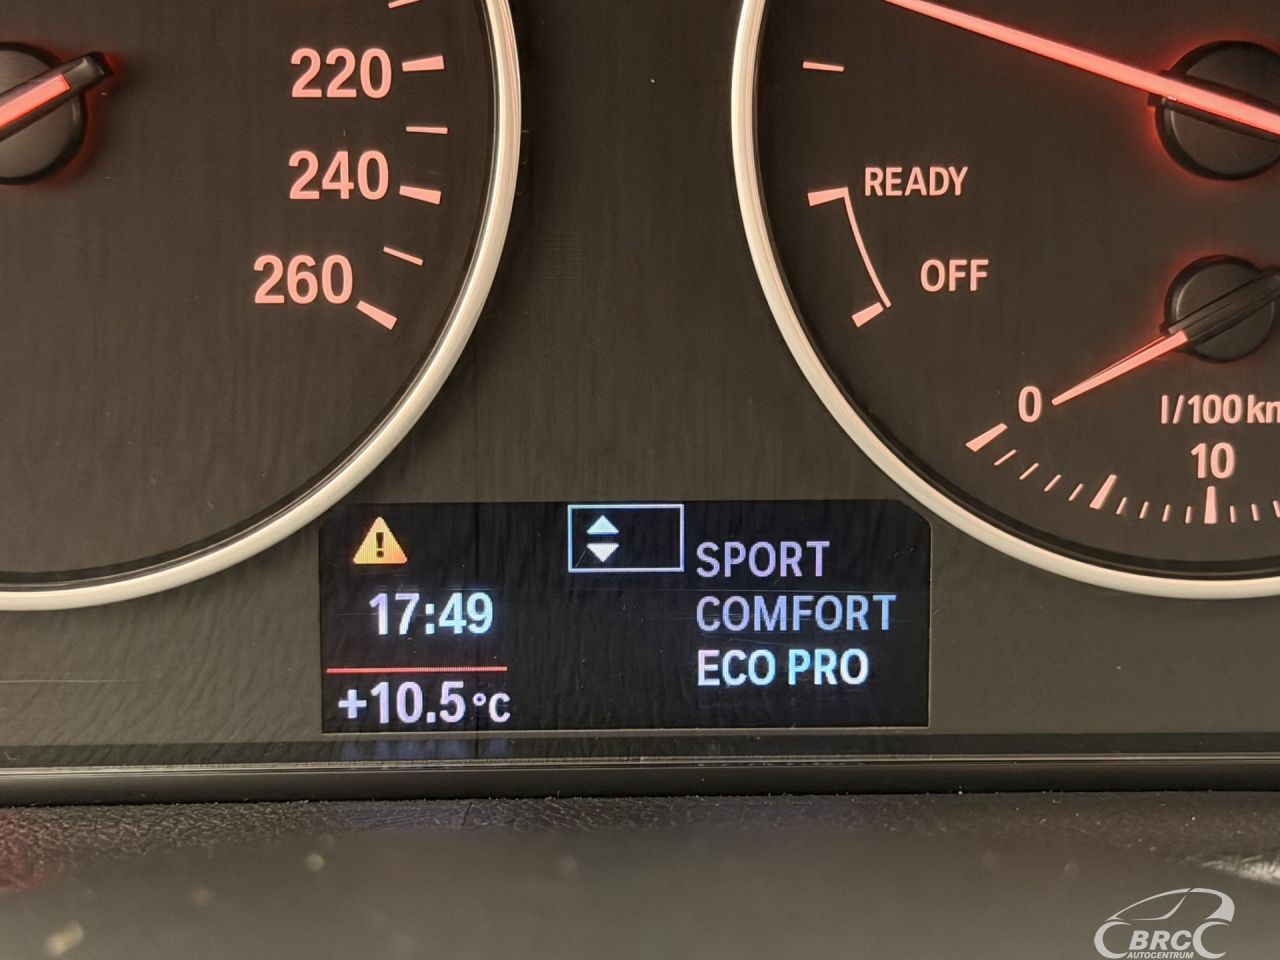 220
240
260
READY
OFF
0
l/100 km
10
17:49
+10.5°C
SPORT
COMFORT
ECO PRO
BRC
AUTOCENTRUM